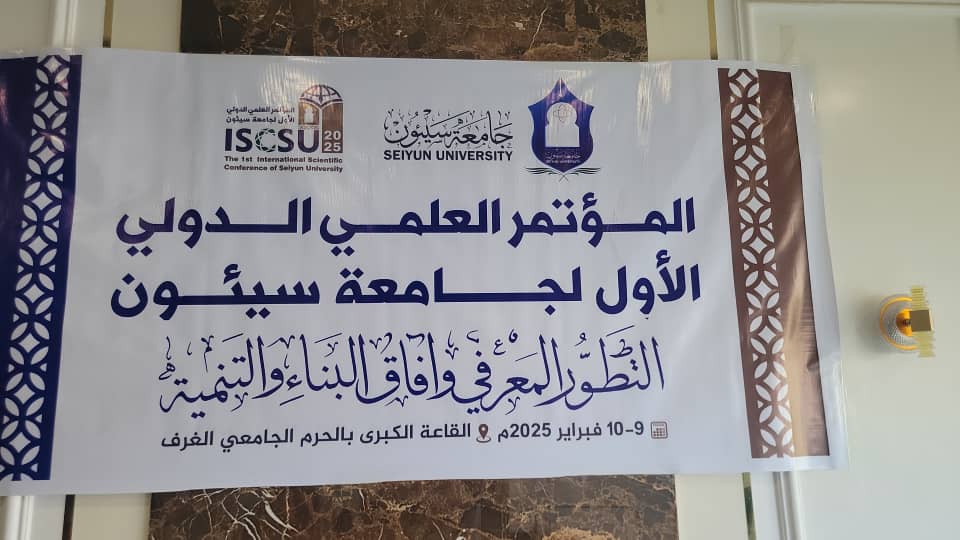 المؤتمر العلمي الدولي
الأول لجامعة سيئون
ISCSU 2025
The 1st International Scientific
Conference of Seiyun University
جامعة سيئون
SEIYUN UNIVERSITY
المؤتمر العلمي الدولي
الأول لجامعة سيئون
التطور المعرفي وآفاق البناء والتنمية
9-10 فبراير 2025م القاعة الكبرى بالحرم الجامعي الغرف